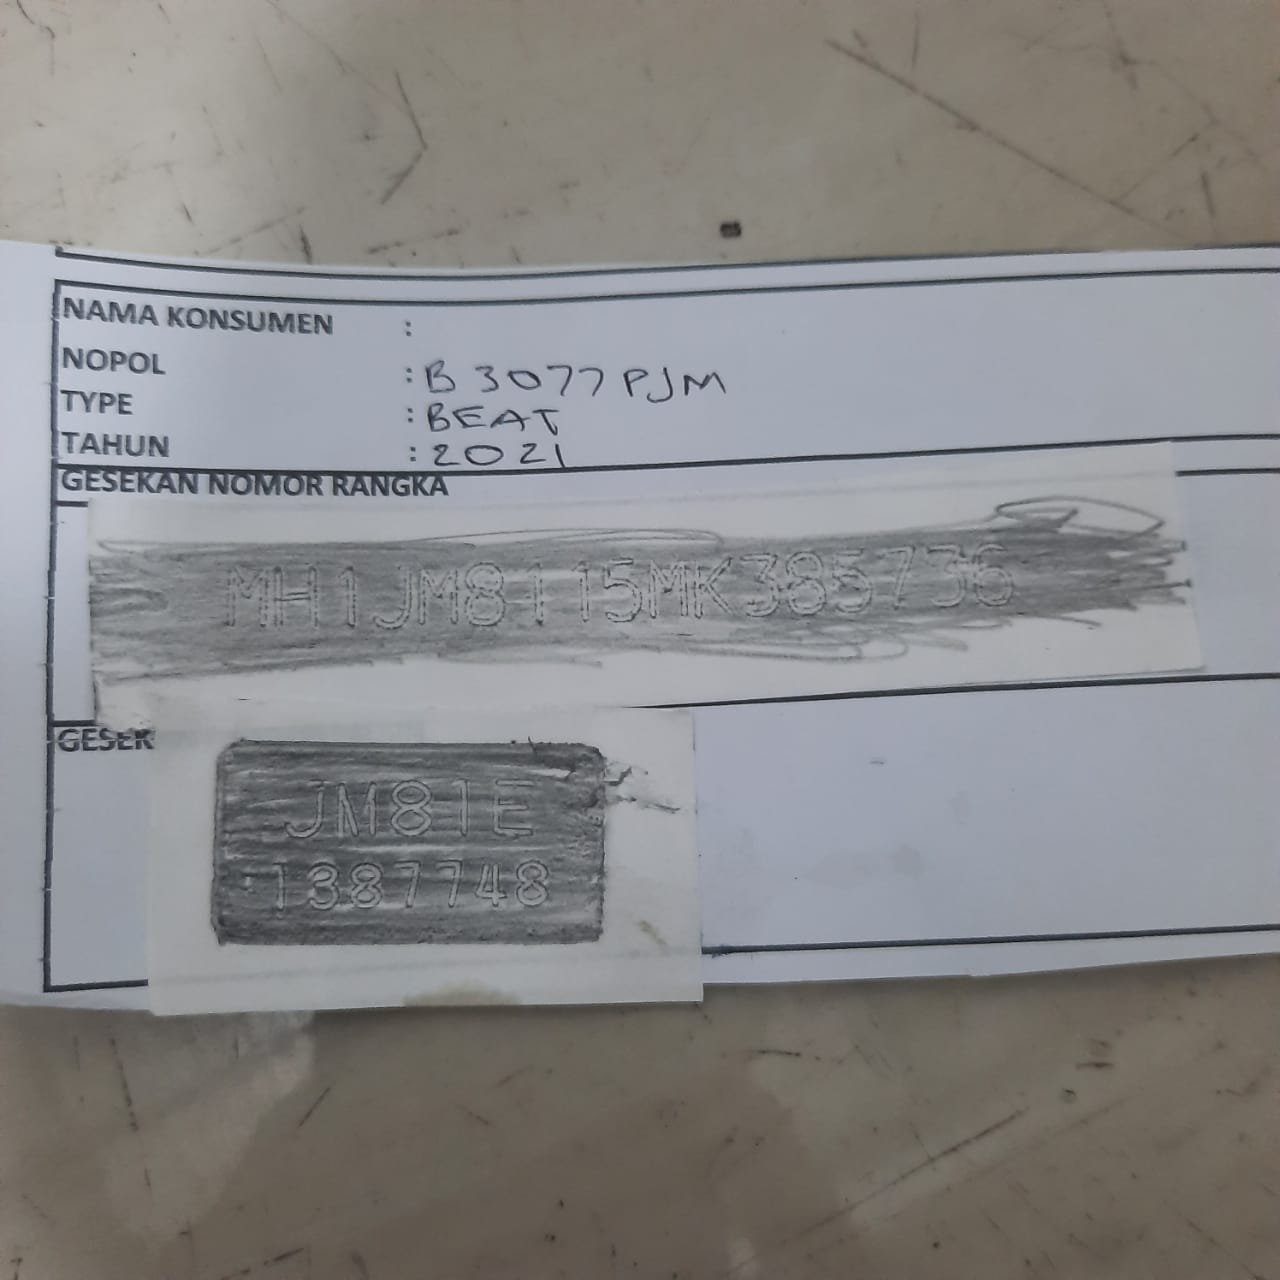 NAMA KONSUMEN :
NOPOL : B 3077 PJM
TYPE : BEAT
TAHUN : 2021
GESEKAN NOMOR RANGKA
MH1JM8115MK385736
GESEK
JM81E
1387748